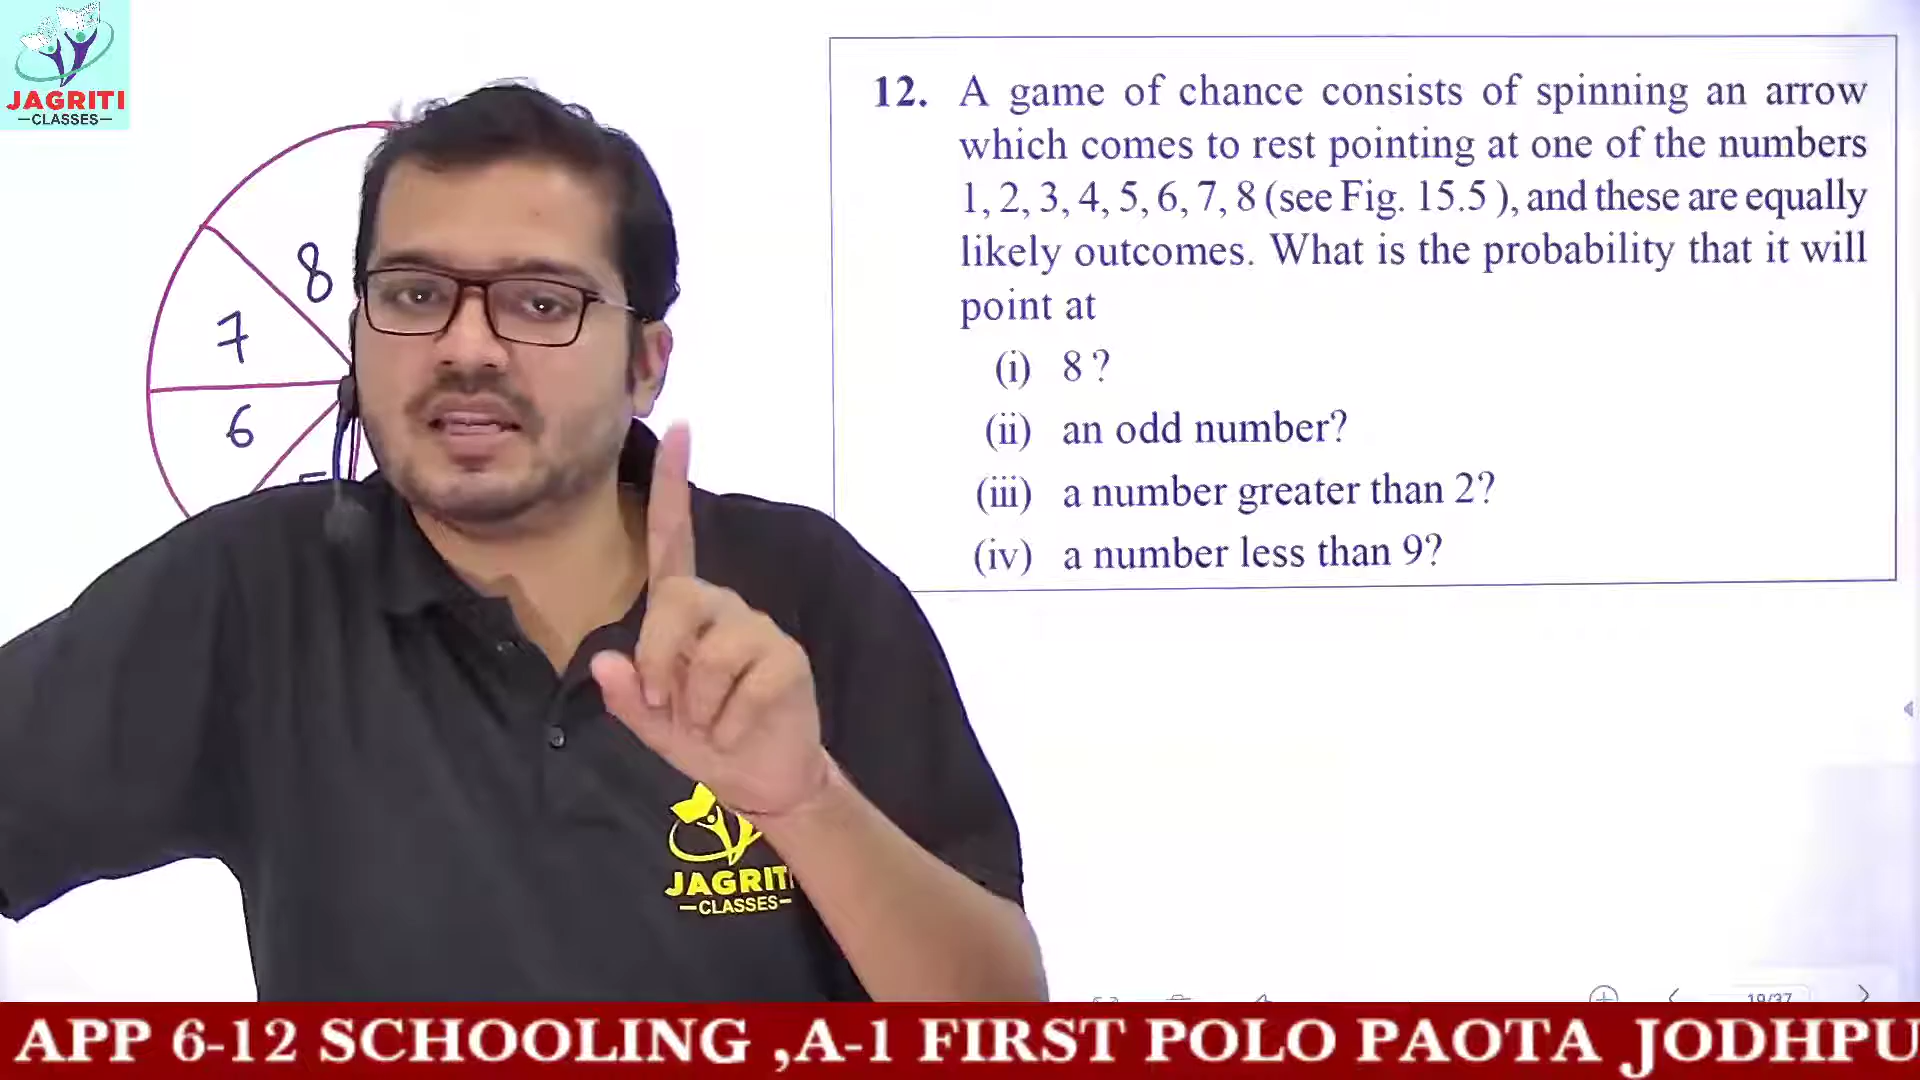 JAGRITI
CLASSES
12. A game of chance consists of spinning an arrow
which comes to rest pointing at one of the numbers
1, 2, 3, 4, 5, 6, 7, 8 (see Fig. 15.5 ), and these are equally
likely outcomes. What is the probability that it will
point at
(i) 8 ?
(ii) an odd number?
(iii) a number greater than 2?
(iv) a number less than 9?
8
7
6
JAGRITI
CLASSES
19/37
APP 6-12 SCHOOLING ,A-1 FIRST POLO PAOTA JODHPU